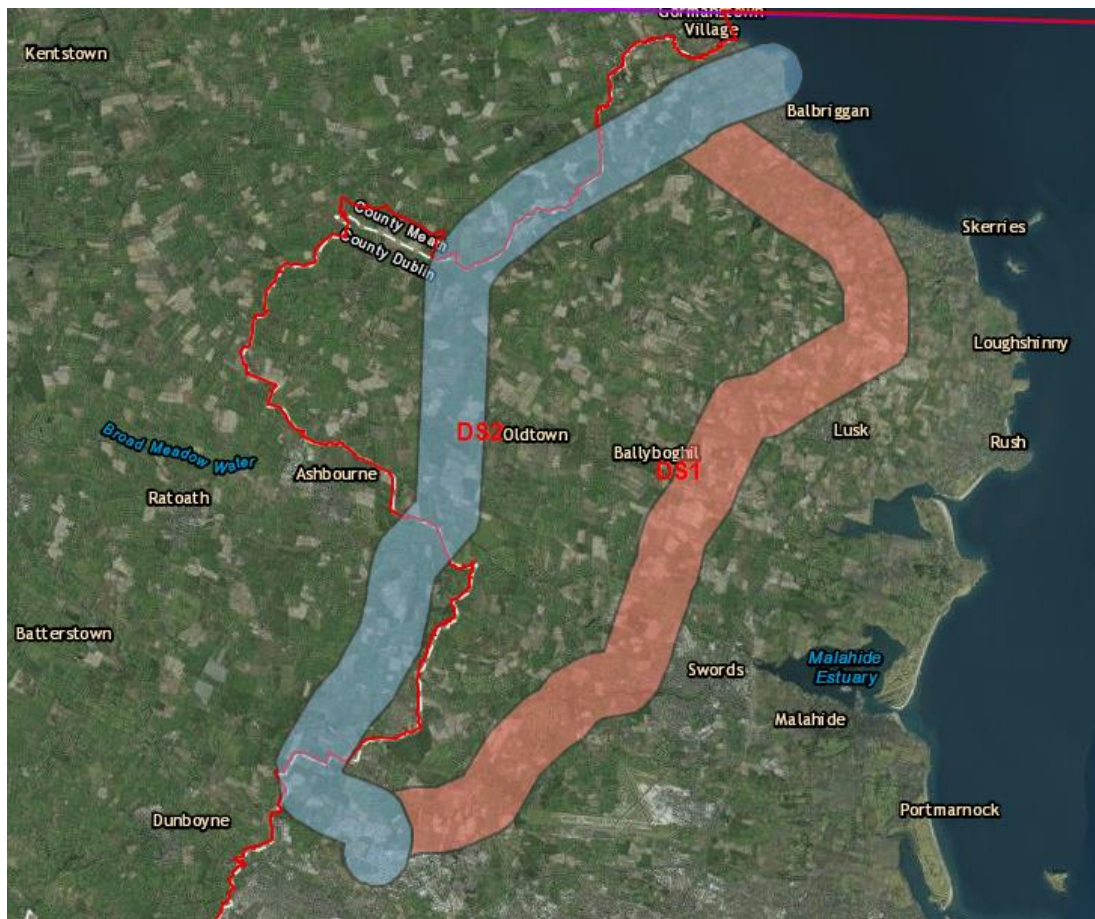 Gormanstown
Village
Kentstown
Balbriggan
County Meath
County Dublin
Skerries
Loughshinny
DS2
Oldtown
Lusk
Rush
Ballyboghil
DS1
Broad Meadow Water
Ashbourne
Ratoath
Batterstown
Swords
Malahide
Estuary
Malahide
Dunboyne
Portmarnock